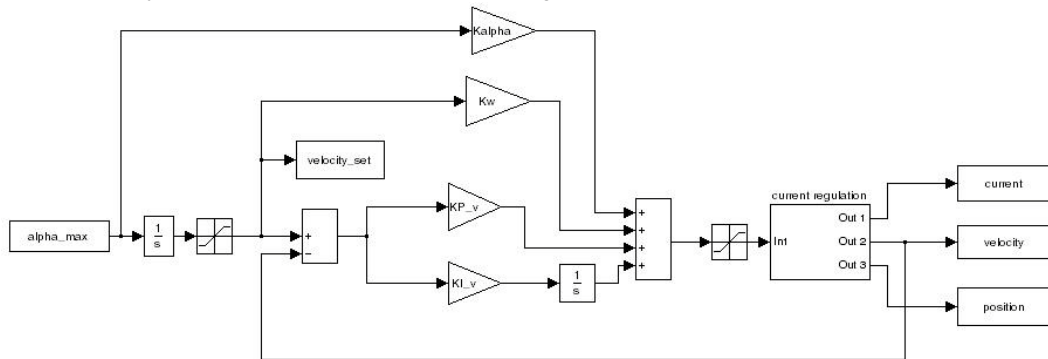 Kalpha
Kw
velocity_set
KP_v
KI_v
alpha_max
1
s
+
−
1
s
+
+
+
+
current regulation
In1
Out 1
Out 2
Out 3
current
velocity
position